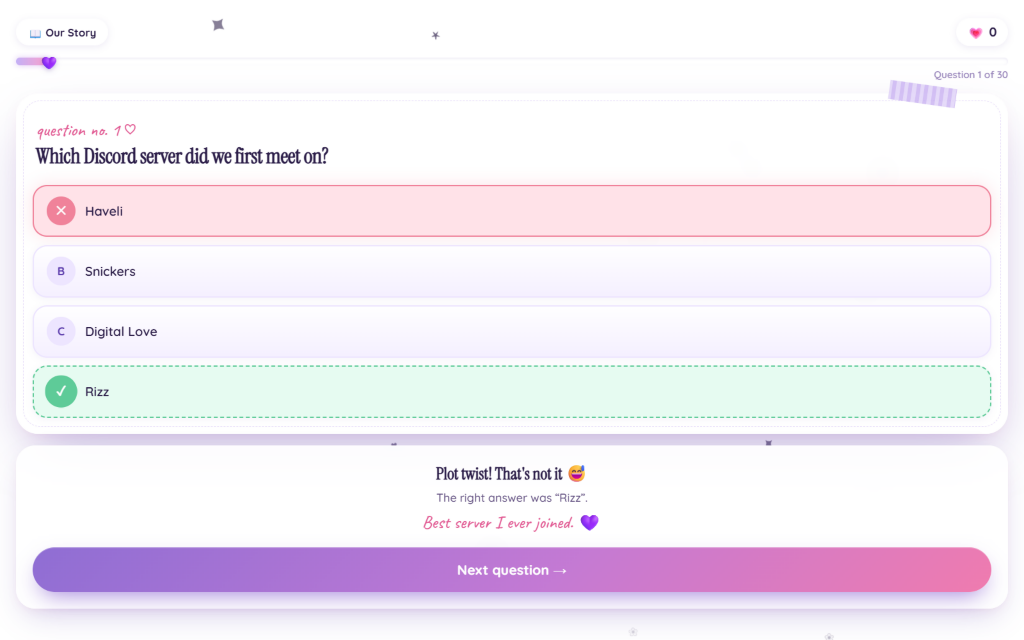 📖 Our Story
💗 0
Question 1 of 30
question no. 1♡
Which Discord server did we first meet on?
✕ Haveli
B Snickers
C Digital Love
✓ Rizz
Plot twist! That's not it 😅
The right answer was “Rizz”.
Best server I ever joined. 💜
Next question →